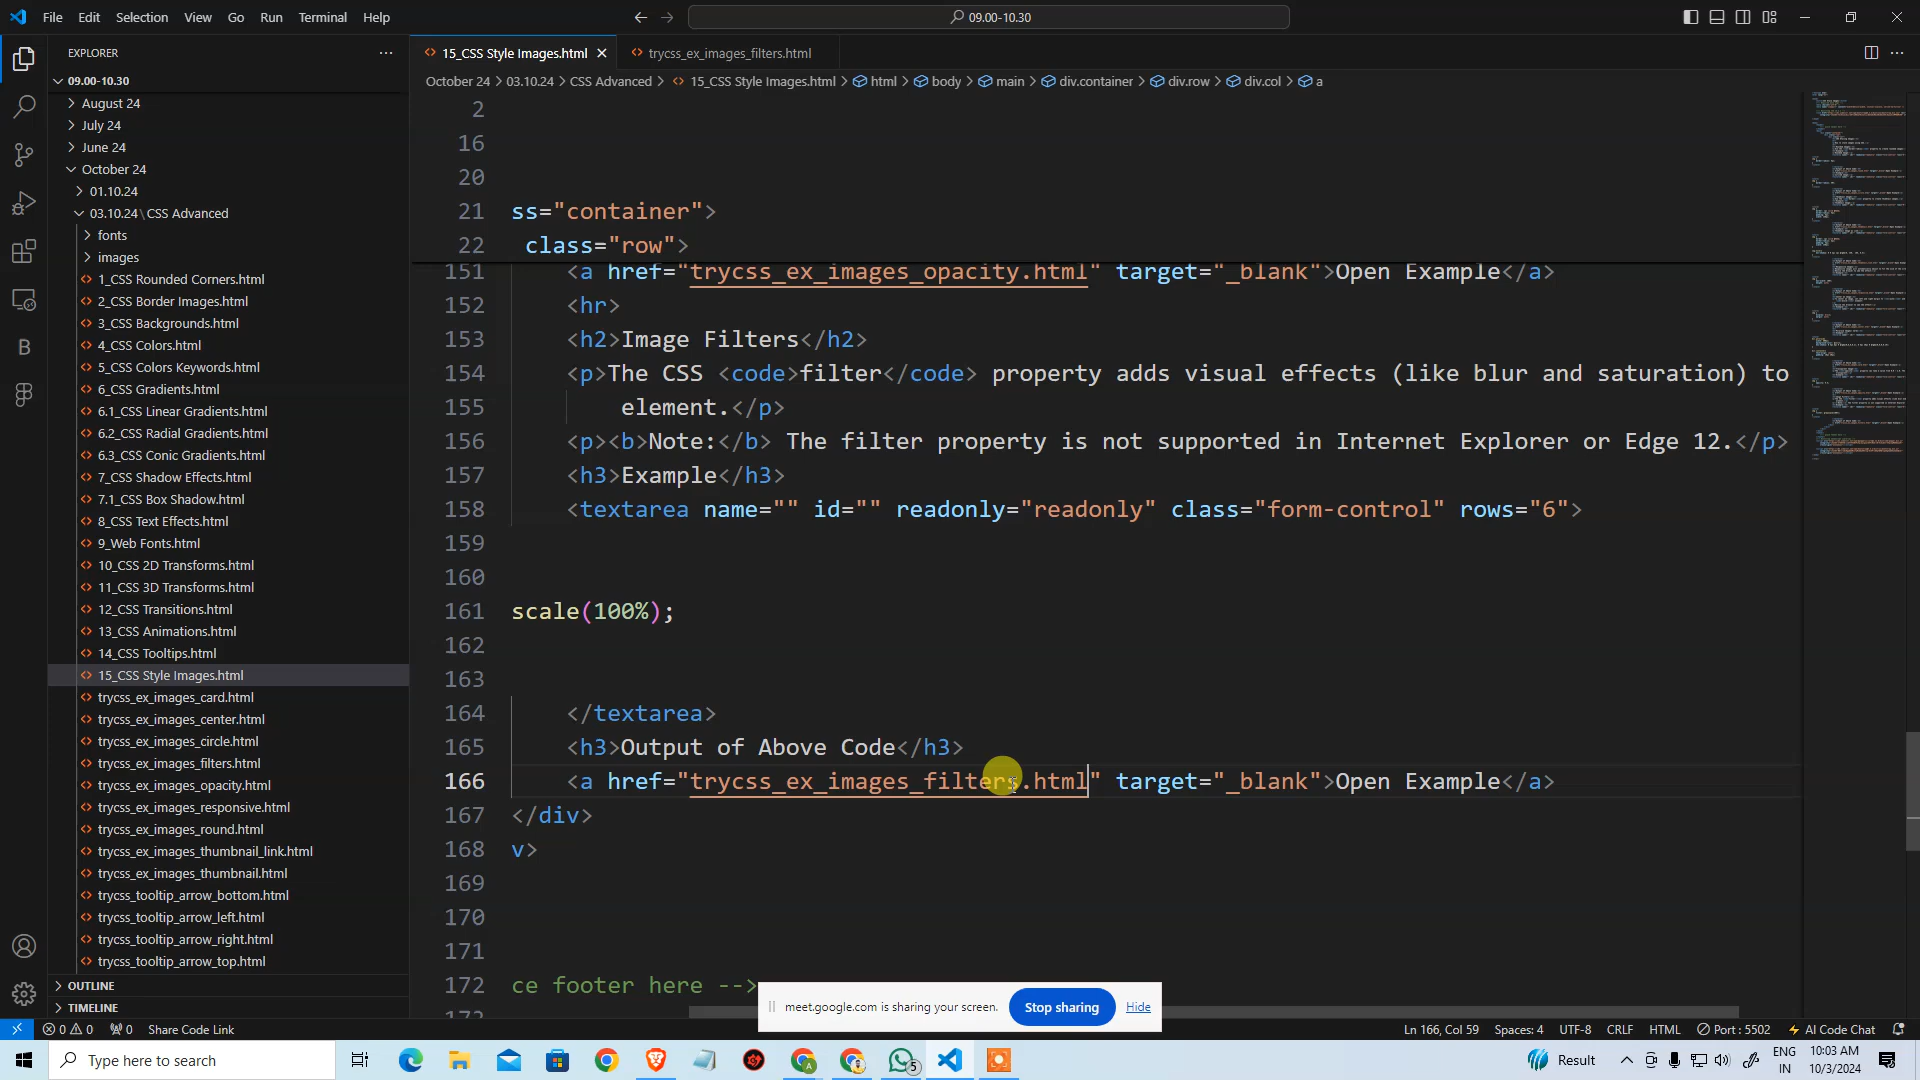 File Edit Selection View Go Run Terminal Help
09.00-10.30
EXPLORER
15_CSS Style Images.html
trycss_ex_images_filters.html
09.00-10.30
October 24 > 03.10.24 > CSS Advanced > 15_CSS Style Images.html > html > body > main > div.container > div.row > div.col > a
August 24
July 24
June 24
October 24
01.10.24
03.10.24\CSS Advanced
fonts
images
1_CSS Rounded Corners.html
2_CSS Border Images.html
3_CSS Backgrounds.html
4_CSS Colors.html
5_CSS Colors Keywords.html
6_CSS Gradients.html
6.1_CSS Linear Gradients.html
6.2_CSS Radial Gradients.html
6.3_CSS Conic Gradients.html
7_CSS Shadow Effects.html
7.1_CSS Box Shadow.html
8_CSS Text Effects.html
9_Web Fonts.html
10_CSS 2D Transforms.html
11_CSS 3D Transforms.html
12_CSS Transitions.html
13_CSS Animations.html
14_CSS Tooltips.html
15_CSS Style Images.html
trycss_ex_images_card.html
trycss_ex_images_center.html
trycss_ex_images_circle.html
trycss_ex_images_filters.html
trycss_ex_images_opacity.html
trycss_ex_images_responsive.html
trycss_ex_images_round.html
trycss_ex_images_thumbnail_link.html
trycss_ex_images_thumbnail.html
trycss_tooltip_arrow_bottom.html
trycss_tooltip_arrow_left.html
trycss_tooltip_arrow_right.html
trycss_tooltip_arrow_top.html
OUTLINE
TIMELINE
2
16
20
21 ss="container">
22 class="row">
151 <a href="trycss_ex_images_opacity.html" target="_blank">Open Example</a>
152 <hr>
153 <h2>Image Filters</h2>
154 <p>The CSS <code>filter</code> property adds visual effects (like blur and saturation) to
155 element.</p>
156 <p><b>Note:</b> The filter property is not supported in Internet Explorer or Edge 12.</p>
157 <h3>Example</h3>
158 <textarea name="" id="" readonly="readonly" class="form-control" rows="6">
159
160
161 scale(100%);
162
163
164 </textarea>
165 <h3>Output of Above Code</h3>
166 <a href="trycss_ex_images_filters.html" target="_blank">Open Example</a>
167 </div>
168 v>
169
170
171
172 ce footer here -->
meet.google.com is sharing your screen. Stop sharing Hide
0 0 0 Share Code Link
Ln 166, Col 59 Spaces: 4 UTF-8 CRLF HTML Port : 5502 AI Code Chat
Type here to search
5
Result
ENG
IN
10:03 AM
10/3/2024